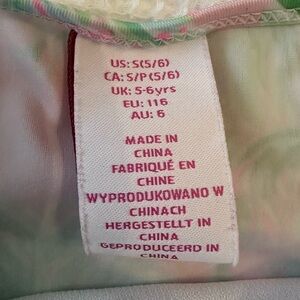 US: S(5/6)
CA: S/P(5/6)
UK: 5-6yrs
EU: 116
AU: 6
MADE IN
CHINA
FABRIQUÉ EN
CHINE
WYPRODUKOWANO W
CHINACH
HERGESTELLT IN
CHINA
GEPRODUCEERD IN
CHINA